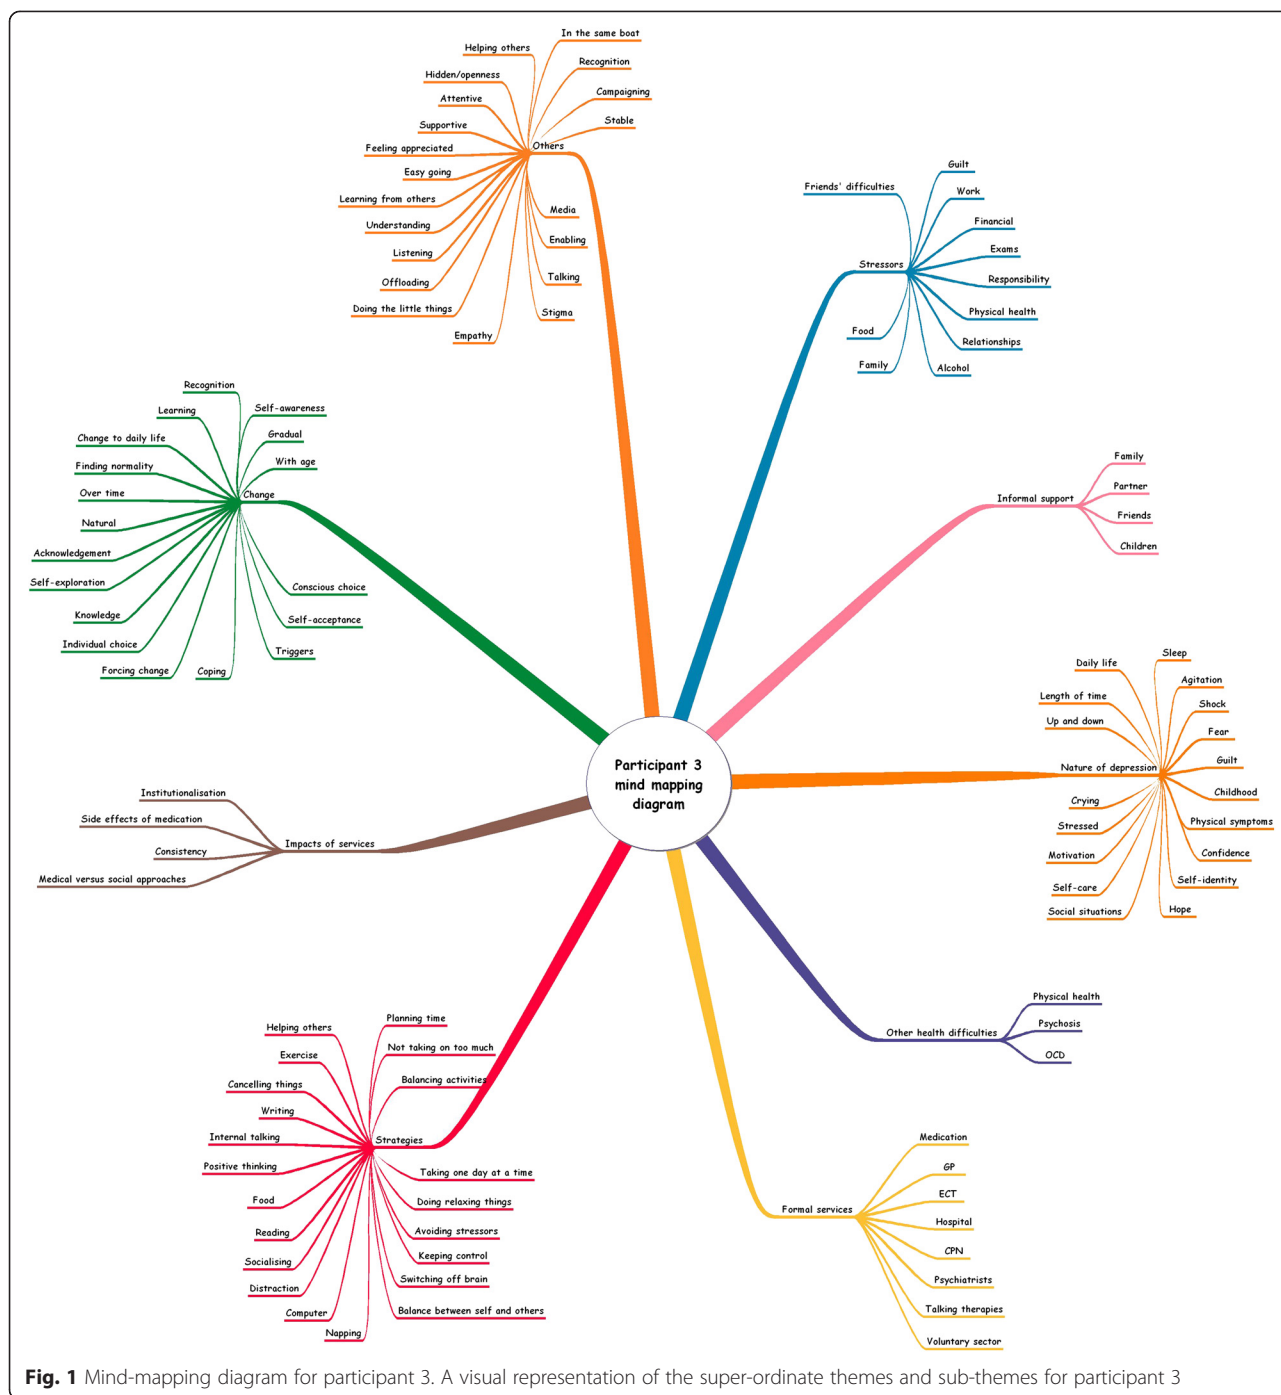 In the same boat
Helping others
Recognition
Hidden/openness
Campaigning
Attentive
Stable
Supportive
Others
Feeling appreciated
Easy going
Learning from others
Media
Understanding
Enabling
Listening
Talking
Offloading
Doing the little things
Stigma
Empathy
Guilt
Friends' difficulties
Work
Financial
Exams
Stressors
Responsibility
Physical health
Food
Relationships
Family
Alcohol
Recognition
Learning
Self-awareness
Change to daily life
Gradual
Finding normality
With age
Over time
Change
Natural
Acknowledgement
Self-exploration
Conscious choice
Knowledge
Self-acceptance
Individual choice
Triggers
Forcing change
Coping
Family
Partner
Informal support
Friends
Children
Sleep
Daily life
Agitation
Length of time
Shock
Up and down
Fear
Guilt
Nature of depression
Childhood
Crying
Physical symptoms
Stressed
Confidence
Motivation
Self-identity
Self-care
Social situations
Hope
Participant 3
mind mapping
diagram
Institutionalisation
Side effects of medication
Impacts of services
Consistency
Medical versus social approaches
Physical health
Psychosis
Other health difficulties
OCD
Planning time
Helping others
Not taking on too much
Exercise
Balancing activities
Cancelling things
Writing
Internal talking
Strategies
Positive thinking
Taking one day at a time
Food
Doing relaxing things
Reading
Avoiding stressors
Socialising
Keeping control
Distraction
Switching off brain
Computer
Balance between self and others
Napping
Medication
GP
ECT
Formal services
Hospital
CPN
Psychiatrists
Talking therapies
Voluntary sector
Fig. 1 Mind-mapping diagram for participant 3. A visual representation of the super-ordinate themes and sub-themes for participant 3